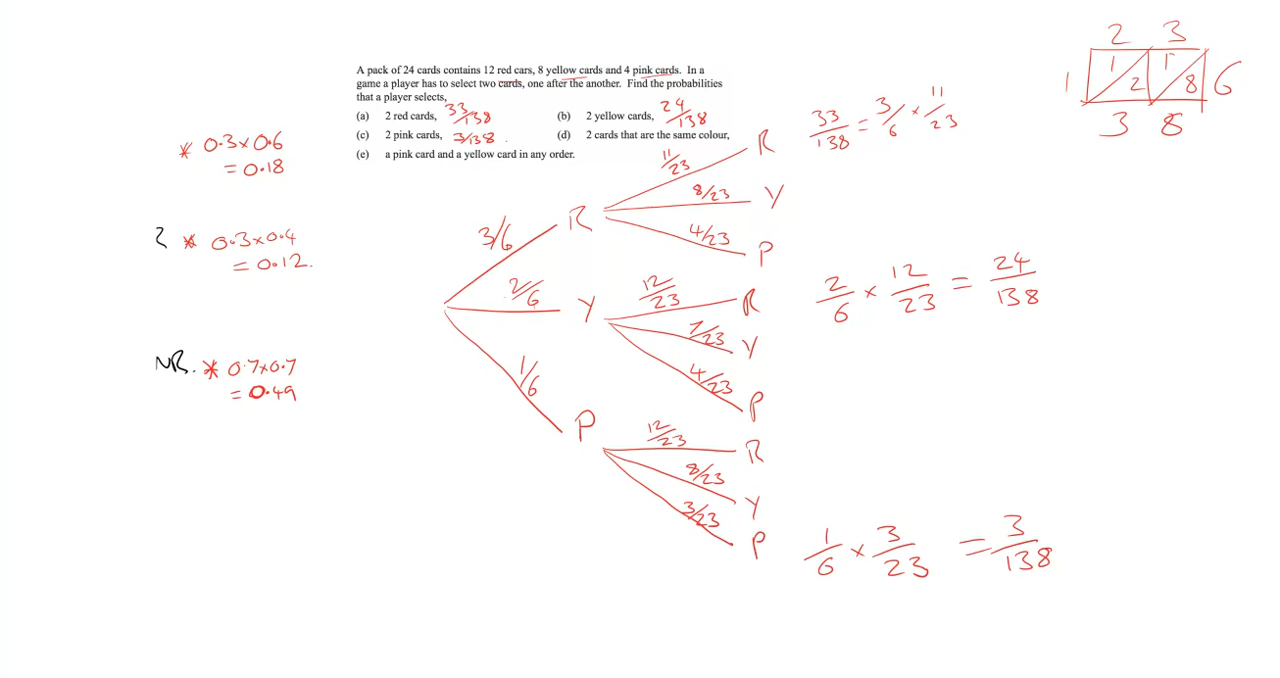 A pack of 24 cards contains 12 red cars, 8 yellow cards and 4 pink cards. In a
game a player has to select two cards, one after the another. Find the probabilities
that a player selects,
(a) 2 red cards, 33/138 (b) 2 yellow cards, 24/138
(c) 2 pink cards, 3/138. (d) 2 cards that are the same colour,
(e) a pink card and a yellow card in any order.
2 3
1 1/2 1/8 6
3 8
33/138 = 3/6 × 11/23
* 0.3×0.6
= 0.18
2 * 0.3×0.4
= 0.12.
NR. * 0.7×0.7
= 0.49
3/6 R
11/23 R
8/23 Y
4/23 P
2/6 Y
12/23 R
7/23 Y
4/23 P
1/6 P
12/23 R
8/23 Y
3/23 P
2/6 × 12/23 = 24/138
1/6 × 3/23 = 3/138